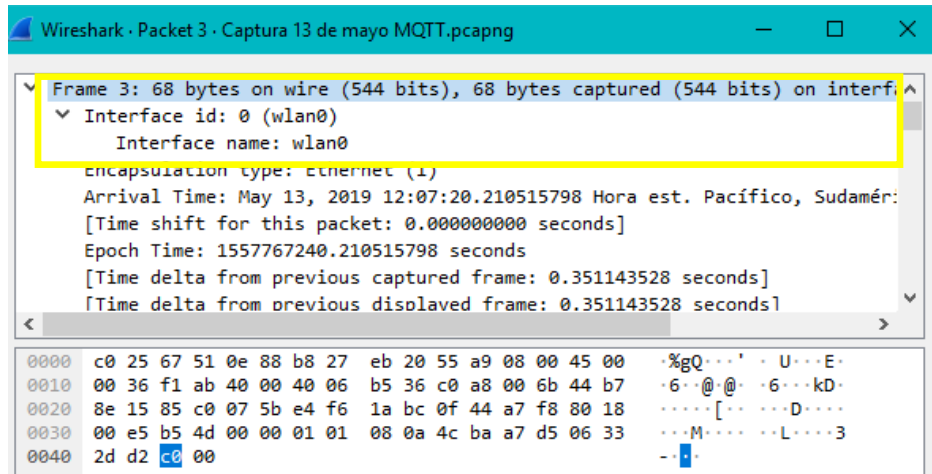 Wireshark · Packet 3 · Captura 13 de mayo MQTT.pcapng
Frame 3: 68 bytes on wire (544 bits), 68 bytes captured (544 bits) on interfa
Interface id: 0 (wlan0)
Interface name: wlan0
Encapsulation type: Ethernet (1)
Arrival Time: May 13, 2019 12:07:20.210515798 Hora est. Pacífico, Sudamér
[Time shift for this packet: 0.000000000 seconds]
Epoch Time: 1557767240.210515798 seconds
[Time delta from previous captured frame: 0.351143528 seconds]
[Time delta from previous displayed frame: 0.351143528 seconds]
0000 c0 25 67 51 0e 88 b8 27 eb 20 55 a9 08 00 45 00 ·%gQ···' · U···E·
0010 00 36 f1 ab 40 00 40 06 b5 36 c0 a8 00 6b 44 b7 ·6··@·@· ·6···kD·
0020 8e 15 85 c0 07 5b e4 f6 1a bc 0f 44 a7 f8 80 18 ·····[·· ···D····
0030 00 e5 b5 4d 00 00 01 01 08 0a 4c ba a7 d5 06 33 ···M···· ··L····3
0040 2d d2 c0 00 -···